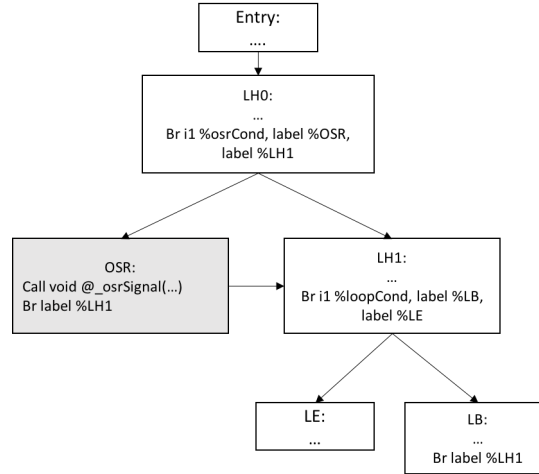 Entry:
....
LH0:
...
Br i1 %osrCond, label %OSR,
label %LH1
OSR:
Call void @_osrSignal(...)
Br label %LH1
LH1:
...
Br i1 %loopCond, label %LB,
label %LE
LE:
...
LB:
...
Br label %LH1